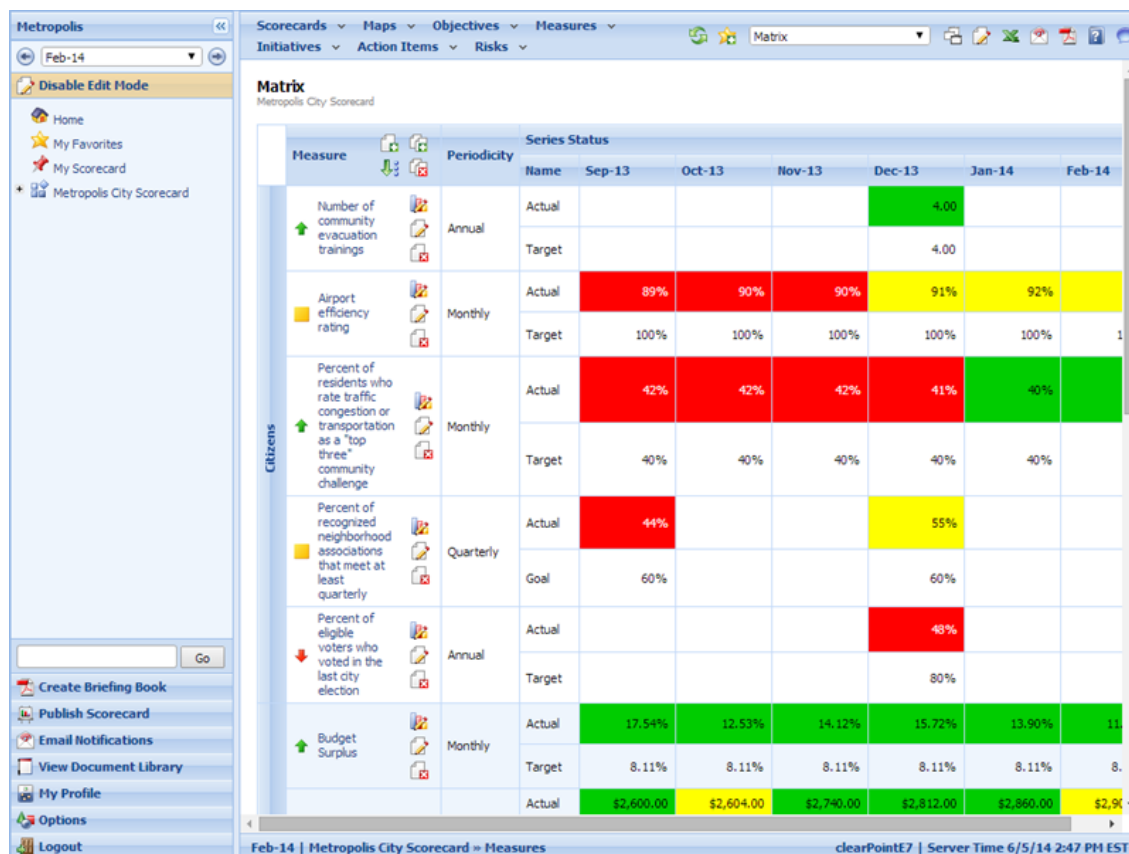 Metropolis
Feb-14
Disable Edit Mode
Home
My Favorites
My Scorecard
Metropolis City Scorecard
Go
Create Briefing Book
Publish Scorecard
Email Notifications
View Document Library
My Profile
Options
Logout
Scorecards Maps Objectives Measures
Initiatives Action Items Risks
Matrix
Matrix
Metropolis City Scorecard
Measure Periodicity Series Status
Name Sep-13 Oct-13 Nov-13 Dec-13 Jan-14 Feb-14
Citizens
Number of
community
evacuation
trainings
Annual
Actual 4.00
Target 4.00
Airport
efficiency
rating
Monthly
Actual 89% 90% 90% 91% 92%
Target 100% 100% 100% 100% 100% 1
Percent of
residents who
rate traffic
congestion or
transportation
as a "top
three"
community
challenge
Monthly
Actual 42% 42% 42% 41% 40%
Target 40% 40% 40% 40% 40%
Percent of
recognized
neighborhood
associations
that meet at
least
quarterly
Quarterly
Actual 44% 55%
Goal 60% 60%
Percent of
eligible
voters who
voted in the
last city
election
Annual
Actual 48%
Target 80%
Budget
Surplus
Monthly
Actual 17.54% 12.53% 14.12% 15.72% 13.90% 11.
Target 8.11% 8.11% 8.11% 8.11% 8.11% 8.
Actual $2,600.00 $2,604.00 $2,740.00 $2,812.00 $2,860.00 $2,90
Feb-14 | Metropolis City Scorecard » Measures
clearPointE7 | Server Time 6/5/14 2:47 PM EST